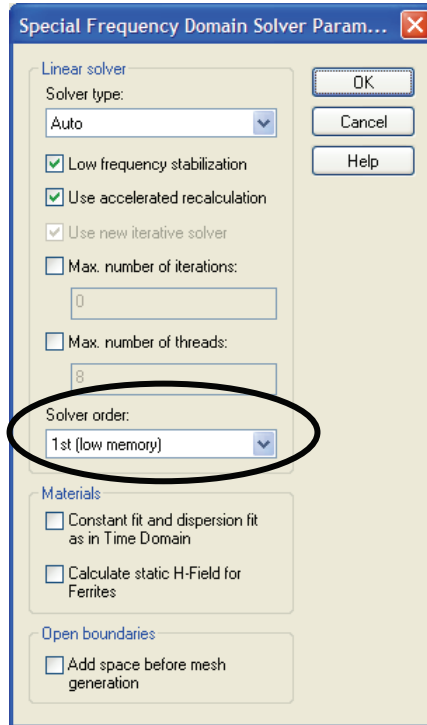 Special Frequency Domain Solver Param...
Linear solver
Solver type:
Auto
Low frequency stabilization
Use accelerated recalculation
Use new iterative solver
Max. number of iterations:
0
Max. number of threads:
8
Solver order:
1st (low memory)
Materials
Constant fit and dispersion fit
as in Time Domain
Calculate static H-Field for
Ferrites
Open boundaries
Add space before mesh
generation
OK
Cancel
Help